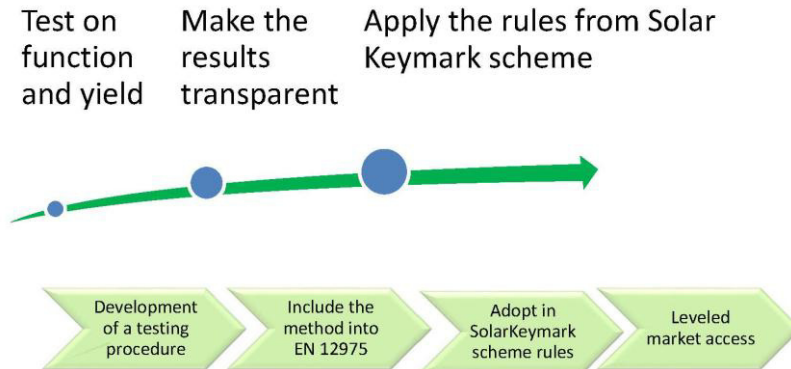 Test on
function
and yield
Make the
results
transparent
Apply the rules from Solar
Keymark scheme
Development
of a testing
procedure
Include the
method into
EN 12975
Adopt in
SolarKeymark
scheme rules
Leveled
market access